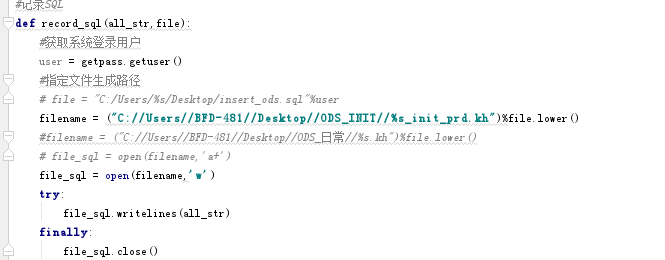 #记录SQL
def record_sql(all_str,file):
#获取系统登录用户
user = getpass.getuser()
#指定文件生成路径
# file = "C:/Users/%s/Desktop/insert_ods.sql"%user
filename = ("C://Users//BFD-481//Desktop//ODS_INIT//%s_init_prd.kh")%file.lower()
#filename = ("C://Users//BFD-481//Desktop//ODS_日常//%s.kh")%file.lower()
# file_sql = open(filename,'a+')
file_sql = open(filename,'w')
try:
file_sql.writelines(all_str)
finally:
file_sql.close()